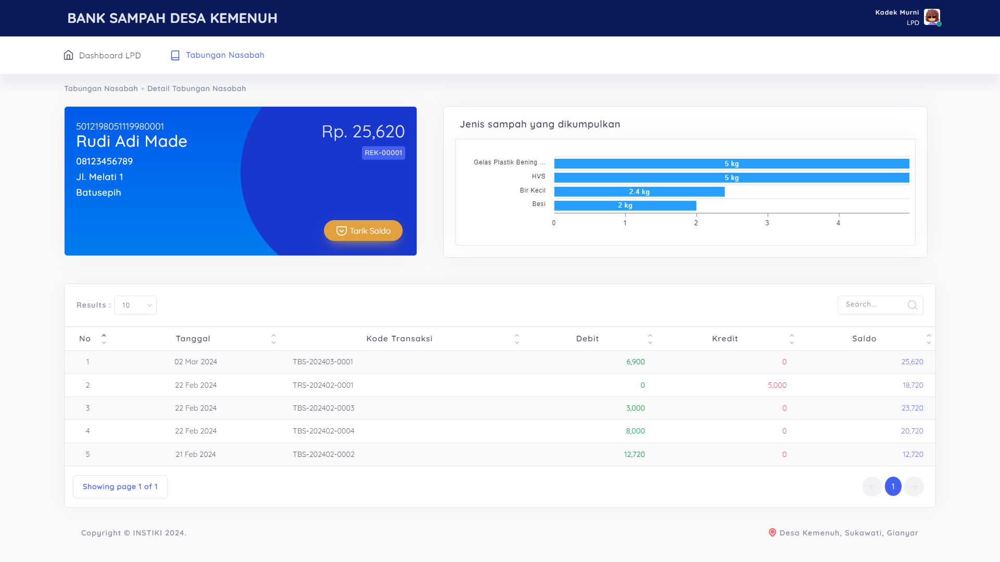 BANK SAMPAH DESA KEMENUH
Kadek Murni
LPD
Dashboard LPD
Tabungan Nasabah
Tabungan Nasabah • Detail Tabungan Nasabah
5012198051119980001
Rudi Adi Made
08123456789
Jl. Melati 1
Batusepih
Rp. 25,620
REK-00001
Tarik Saldo
Jenis sampah yang dikumpulkan
Gelas Plastik Bening ...
5 kg
HVS
5 kg
Bir Kecil
2.4 kg
Besi
2 kg
0 1 2 3 4
Results : 10
Search...
No Tanggal Kode Transaksi Debit Kredit Saldo
1 02 Mar 2024 TBS-202403-0001 6,900 0 25,620
2 22 Feb 2024 TRS-202402-0001 0 5,000 18,720
3 22 Feb 2024 TBS-202402-0003 3,000 0 23,720
4 22 Feb 2024 TBS-202402-0004 8,000 0 20,720
5 21 Feb 2024 TBS-202402-0002 12,720 0 12,720
Showing page 1 of 1
1
Copyright © INSTIKI 2024.
Desa Kemenuh, Sukawati, Gianyar